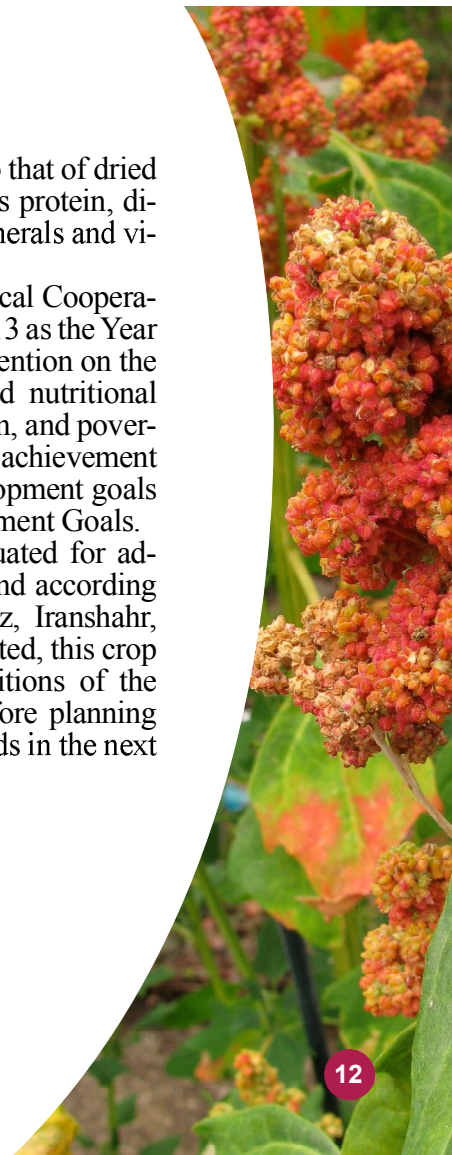 that of dried
s protein, di-
nerals and vi-
cal Coopera-
3 as the Year
ention on the
d nutritional
n, and pover-
achievement
opment goals
ment Goals.
uated for ad-
nd according
z, Iranshahr,
ted, this crop
itions of the
fore planning
ds in the next
12